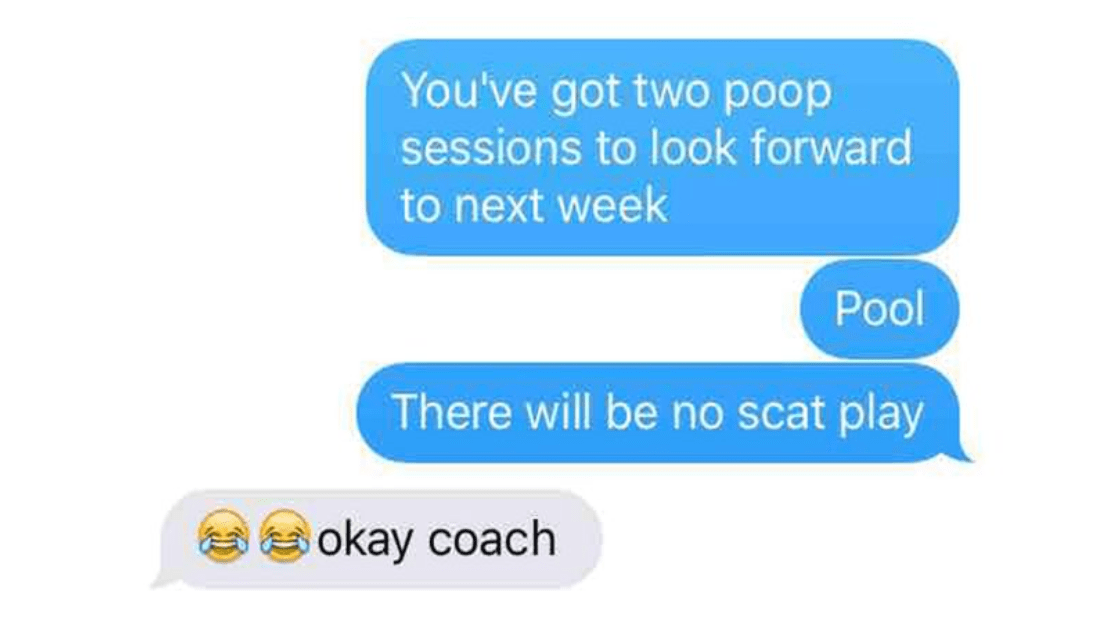 You've got two poop
sessions to look forward
to next week
Pool
There will be no scat play
😂😂okay coach